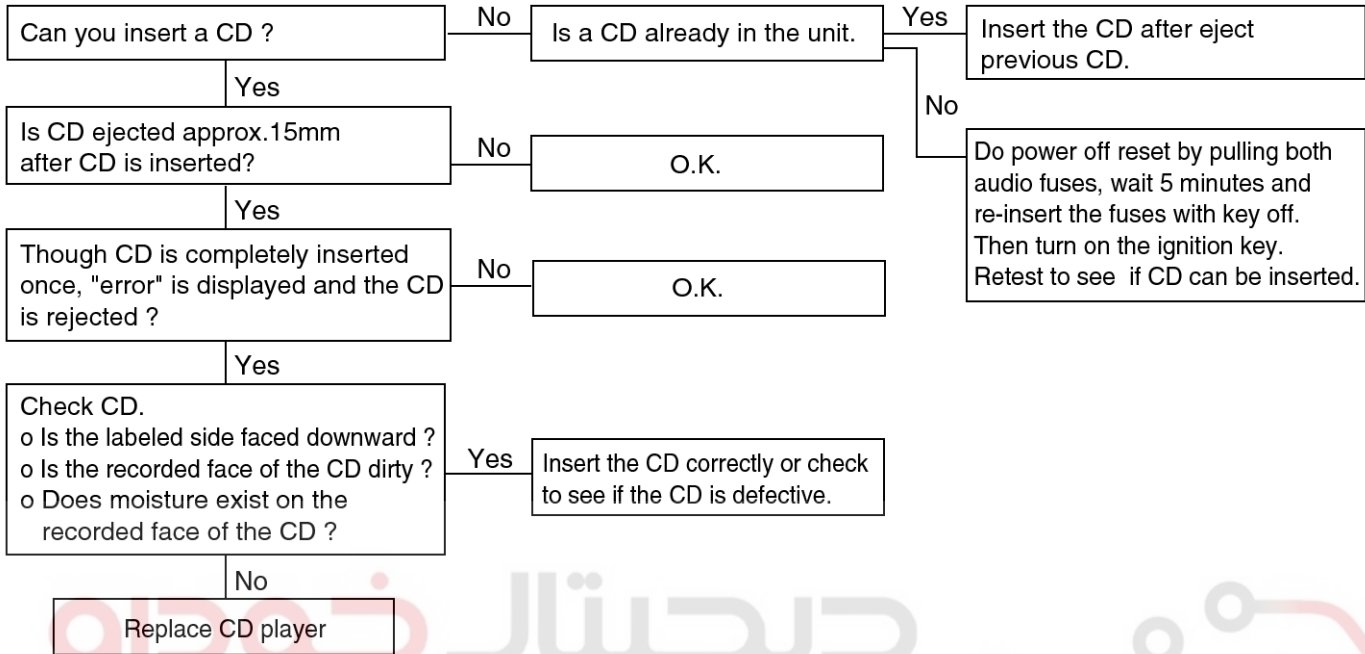 Can you insert a CD ?
No
Is a CD already in the unit.
Yes
Insert the CD after eject
previous CD.
Yes
No
Is CD ejected approx.15mm
after CD is inserted?
No
O.K.
Do power off reset by pulling both
audio fuses, wait 5 minutes and
re-insert the fuses with key off.
Then turn on the ignition key.
Retest to see  if CD can be inserted.
Yes
Though CD is completely inserted
once, "error" is displayed and the CD
is rejected ?
No
O.K.
Yes
Check CD.
o Is the labeled side faced downward ?
o Is the recorded face of the CD dirty ?
o Does moisture exist on the
recorded face of the CD ?
Yes
Insert the CD correctly or check
to see if the CD is defective.
No
Replace CD player
دیجیتال خودرو